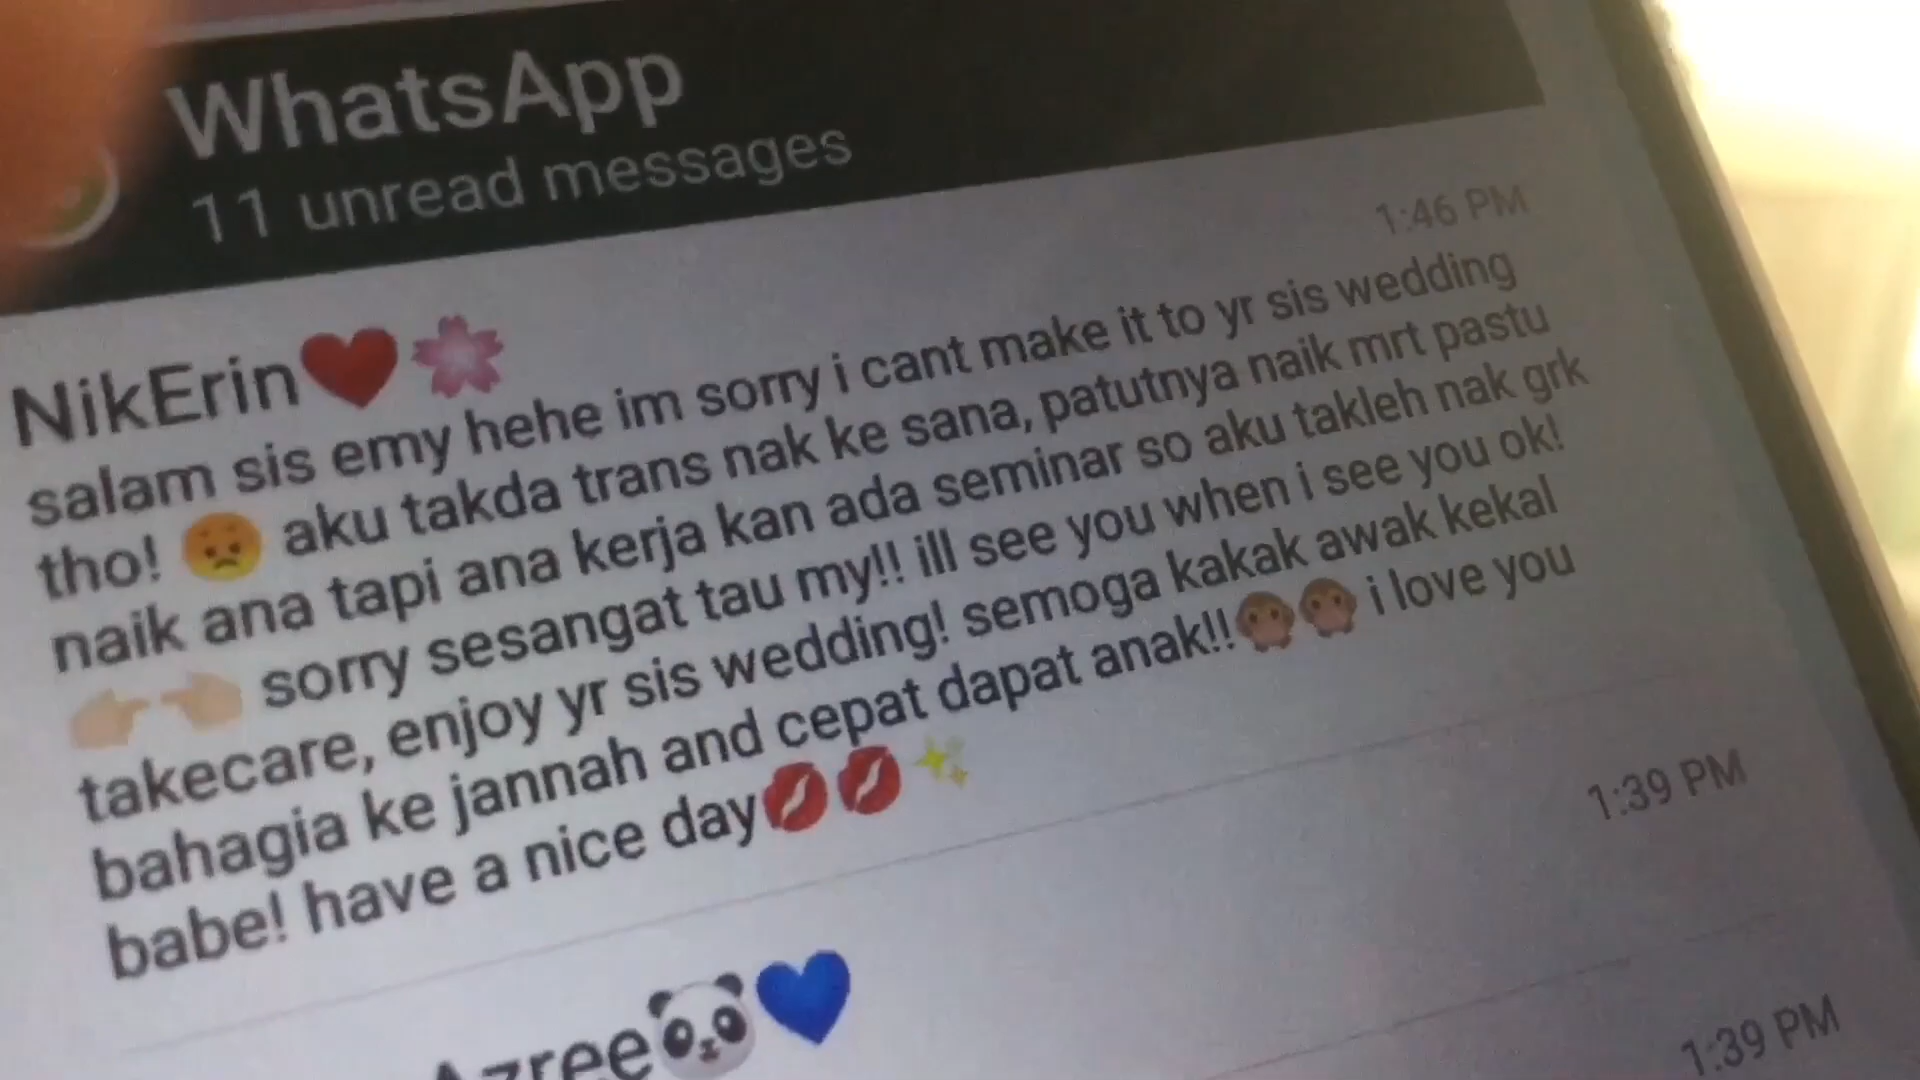 WhatsApp
11 unread messages
1:46 PM
NikErin❤️🌸
salam sis emy hehe im sorry i cant make it to yr sis wedding
tho! 😞 aku takda trans nak ke sana, patutnya naik mrt pastu
naik ana tapi ana kerja kan ada seminar so aku takleh nak grk
👉🏼👈🏼 sorry sesangat tau my!! ill see you when i see you ok!
takecare, enjoy yr sis wedding! semoga kakak awak kekal
bahagia ke jannah and cepat dapat anak!!🙊🙊 i love you
babe! have a nice day💋💋✨
1:39 PM
Azree🐼💙
1:39 PM